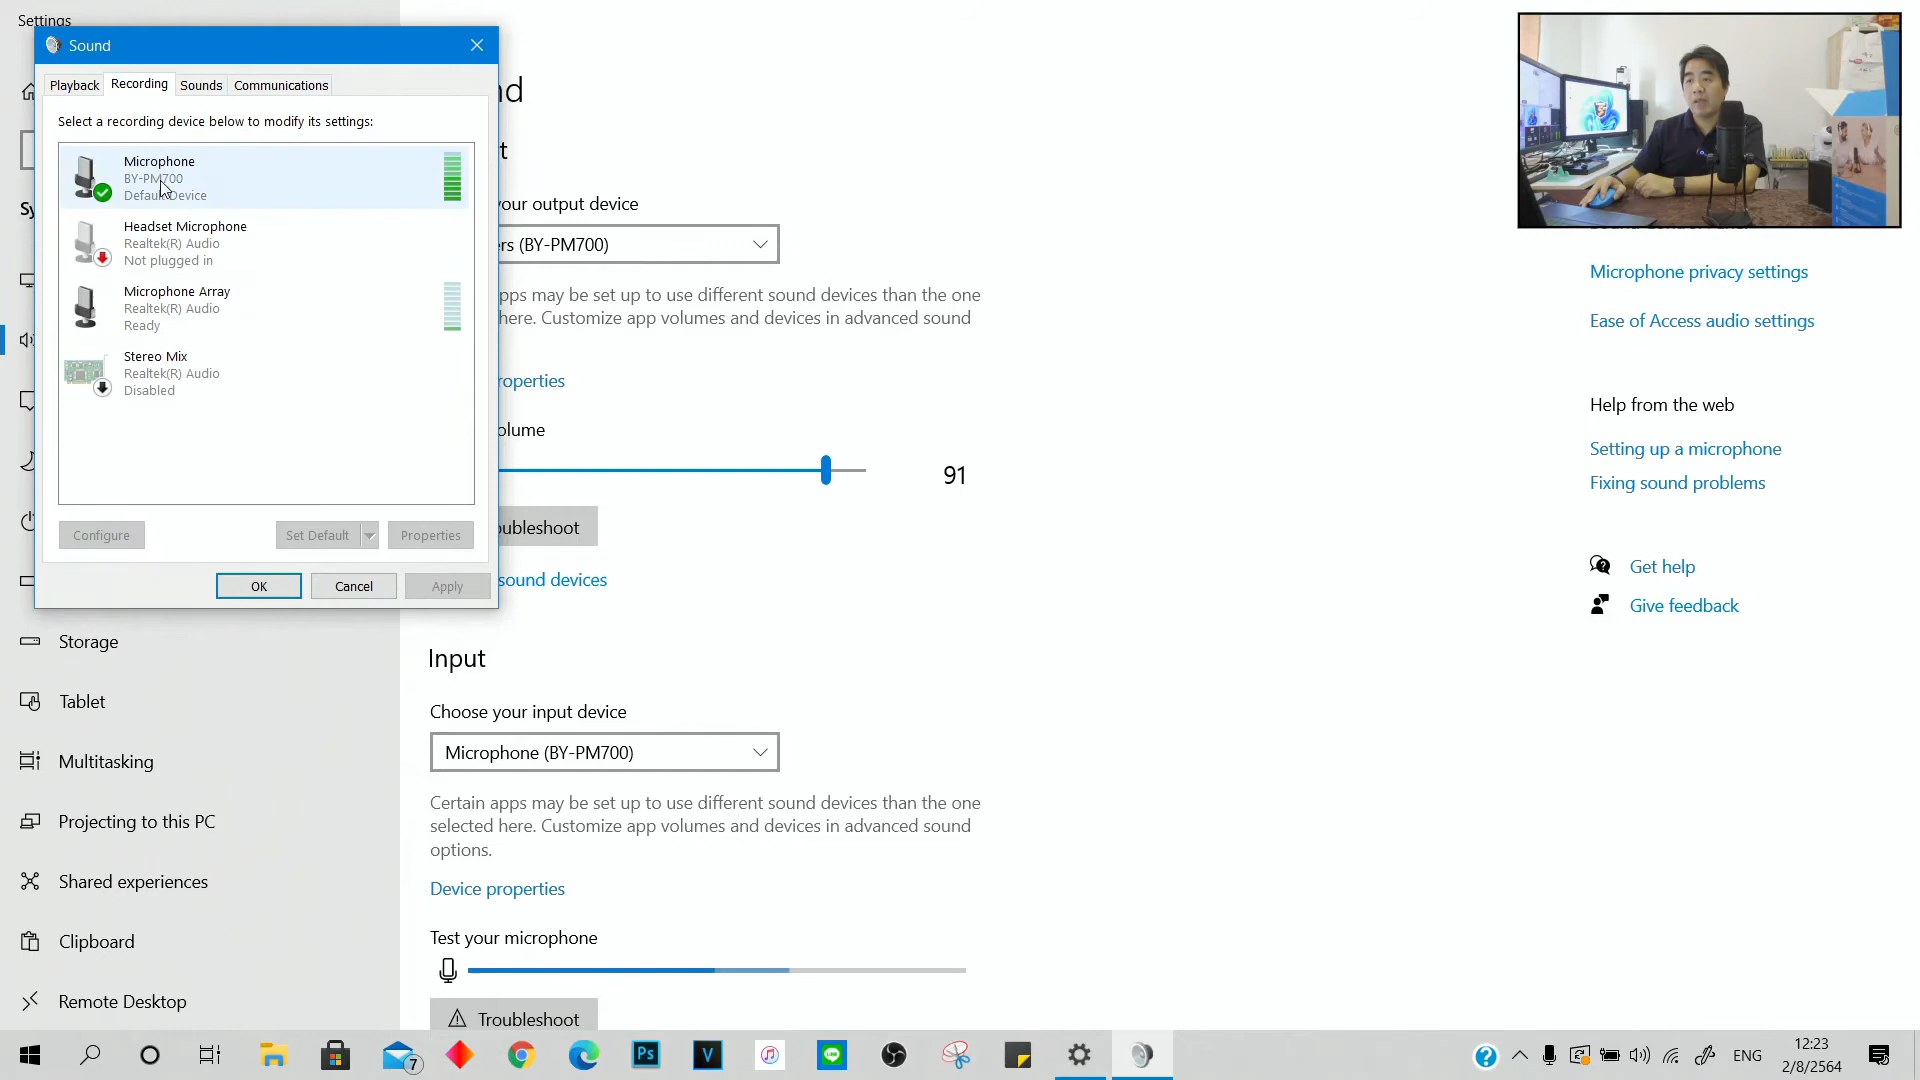 Settings
Sound
Playback
Recording
Sounds
Communications
Select a recording device below to modify its settings:
Microphone
BY-PM700
Default Device
Headset Microphone
Realtek(R) Audio
Not plugged in
Microphone Array
Realtek(R) Audio
Ready
Stereo Mix
Realtek(R) Audio
Disabled
Configure
Set Default
Properties
OK
Cancel
Apply
Sy
Storage
Tablet
Multitasking
Projecting to this PC
Shared experiences
Clipboard
Remote Desktop
nd
t
your output device
rs (BY-PM700)
pps may be set up to use different sound devices than the one
here. Customize app volumes and devices in advanced sound
roperties
olume
91
oubleshoot
sound devices
Input
Choose your input device
Microphone (BY-PM700)
Certain apps may be set up to use different sound devices than the one
selected here. Customize app volumes and devices in advanced sound
options.
Device properties
Test your microphone
Troubleshoot
Microphone privacy settings
Ease of Access audio settings
Help from the web
Setting up a microphone
Fixing sound problems
Get help
Give feedback
7
Ps
V
LINE
ENG
12:23
2/8/2564